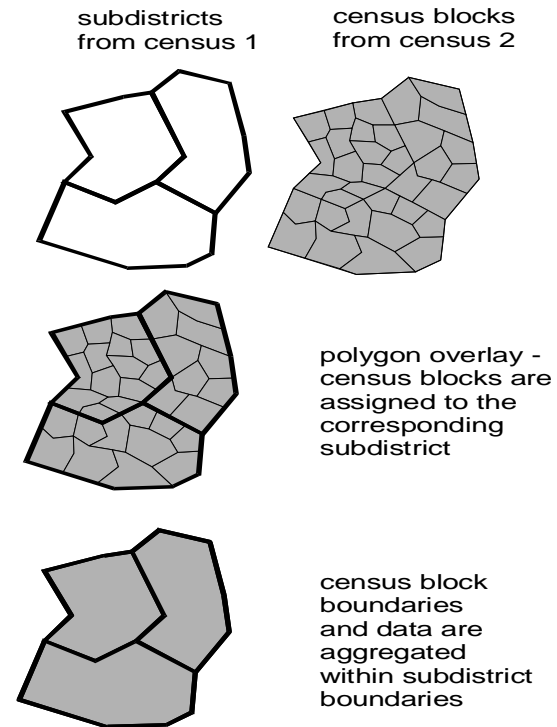 subdistricts
from census 1
census blocks
from census 2
polygon overlay -
census blocks are
assigned to the
corresponding
subdistrict
census block
boundaries
and data are
aggregated
within subdistrict
boundaries